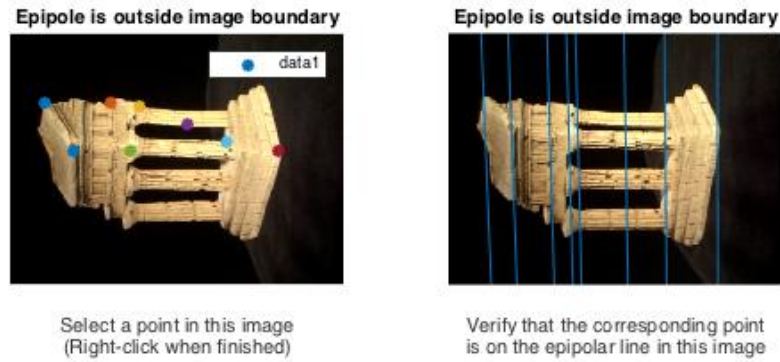 Epipole is outside image boundary
Epipole is outside image boundary
data1
Select a point in this image
(Right-click when finished)
Verify that the corresponding point
is on the epipolar line in this image